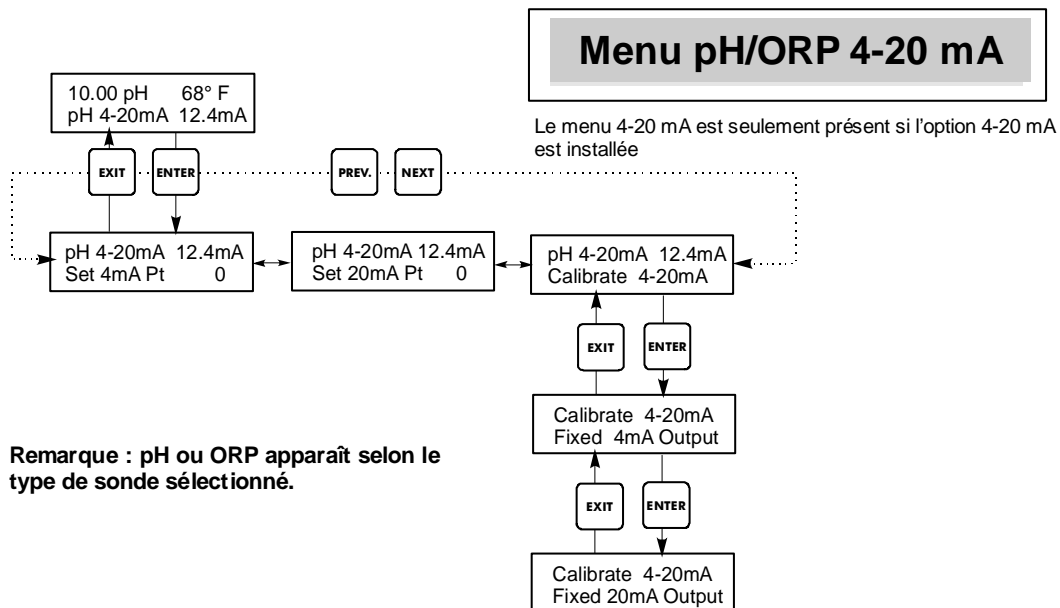 Menu pH/ORP 4-20 mA
Le menu 4-20 mA est seulement présent si l'option 4-20 mA
est installée
10.00 pH 68° F
pH 4-20mA 12.4mA
EXIT
ENTER
PREV.
NEXT
pH 4-20mA 12.4mA
Set 4mA Pt 0
pH 4-20mA 12.4mA
Set 20mA Pt 0
pH 4-20mA 12.4mA
Calibrate 4-20mA
EXIT
ENTER
Calibrate 4-20mA
Fixed 4mA Output
Remarque : pH ou ORP apparaît selon le
type de sonde sélectionné.
EXIT
ENTER
Calibrate 4-20mA
Fixed 20mA Output